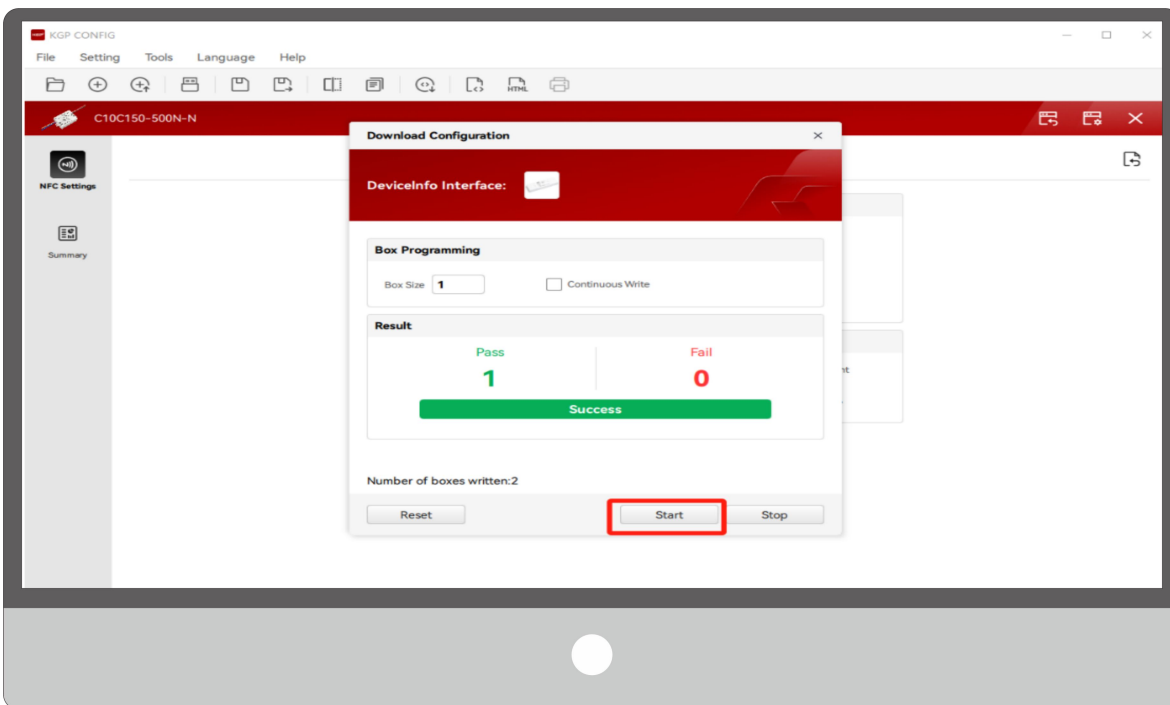 KGP CONFIG
File Setting Tools Language Help
HTML
C10C150-500N-N
Download Configuration
NFC Settings
DeviceInfo Interface:
Summary
Box Programming
Box Size 1 Continuous Write
Result
Pass Fail
1 0
Success
Number of boxes written:2
Reset Start Stop